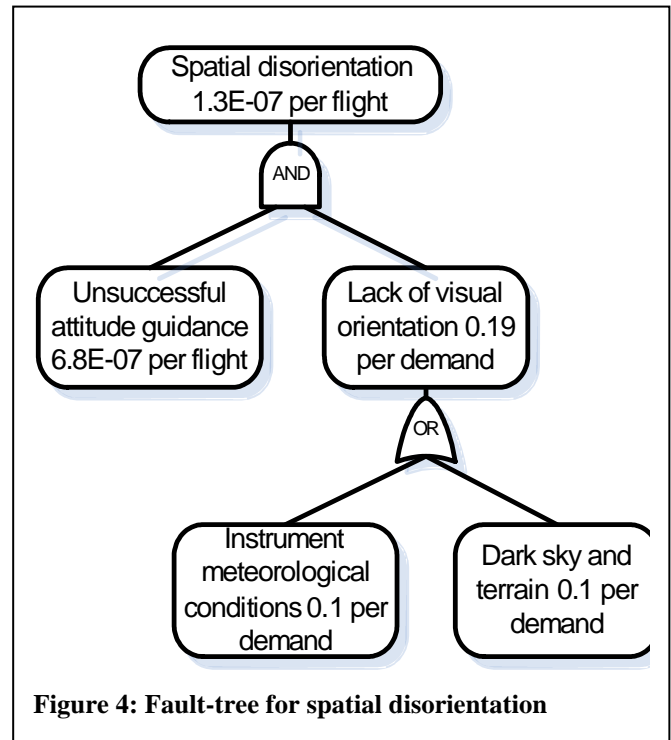 Spatial disorientation
1.3E-07 per flight
AND
Unsuccessful
attitude guidance
6.8E-07 per flight
Lack of visual
orientation 0.19
per demand
OR
Instrument
meteorological
conditions 0.1 per
demand
Dark sky and
terrain 0.1 per
demand
Figure 4: Fault-tree for spatial disorientation